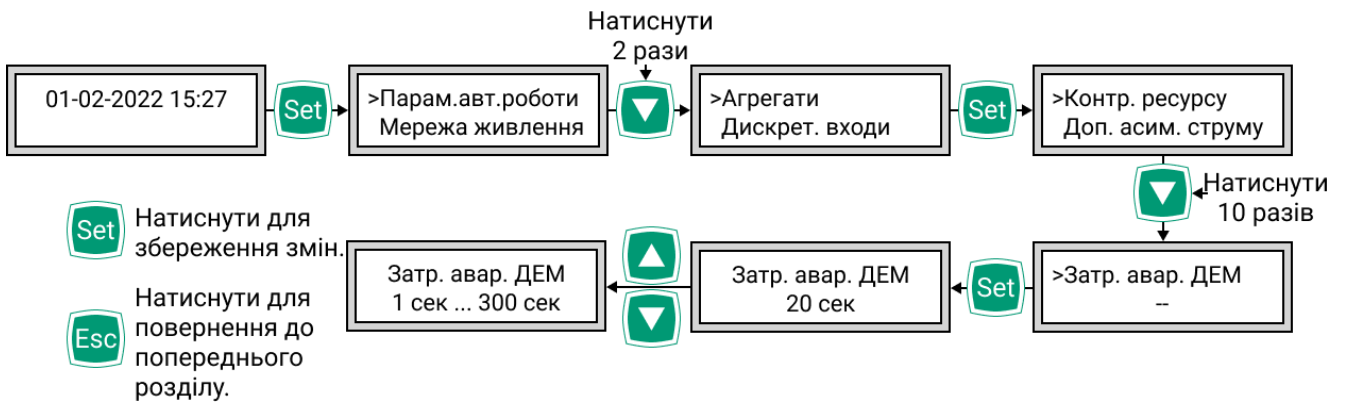 Натиснути
2 рази
01-02-2022 15:27
Set
>Парам.авт.роботи
Мережа живлення
>Агрегати
Дискрет. входи
Set
>Контр. ресурсу
Доп. асим. струму
Натиснути
10 разів
Set
Натиснути для
збереження змін.
Затр. авар. ДЕМ
1 сек ... 300 сек
Затр. авар. ДЕМ
20 сек
Set
>Затр. авар. ДЕМ
--
Esc
Натиснути для
повернення до
попереднього
розділу.